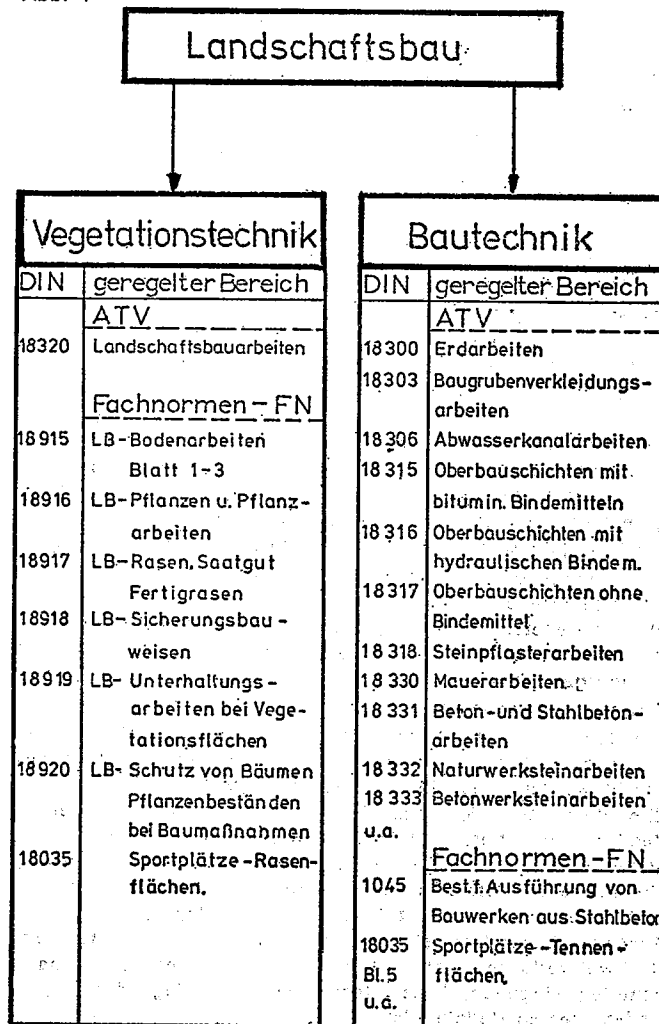 Landschaftsbau
Vegetationstechnik
DIN geregelter Bereich
ATV
18320 Landschaftsbauarbeiten
Fachnormen - FN
18915 LB-Bodenarbeiten
Blatt 1-3
18916 LB-Pflanzen u. Pflanz-
arbeiten
18917 LB-Rasen, Saatgut
Fertigrasen
18918 LB-Sicherungsbau-
weisen
18919 LB-Unterhaltungs-
arbeiten bei Vege-
tationsflächen
18920 LB-Schutz von Bäumen
Pflanzenbeständen
bei Baumaßnahmen
18035 Sportplätze-Rasen-
flächen.
Bautechnik
DIN geregelter Bereich
ATV
18300 Erdarbeiten
18303 Baugrubenverkleidungs-
arbeiten
18306 Abwasserkanalarbeiten
18315 Oberbauschichten mit
bitumin. Bindemitteln
18316 Oberbauschichten mit
hydraulischen Bindem.
18317 Oberbauschichten ohne
Bindemittel
18318 Steinpflasterarbeiten
18330 Mauerarbeiten
18331 Beton-und Stahlbeton-
arbeiten
18332 Naturwerksteinarbeiten
18333 Betonwerksteinarbeiten
u.a.
Fachnormen-FN
1045 Best.f.Ausführung von
Bauwerken aus Stahlbeton
18035 Sportplätze-Tennen-
Bl.5 flächen
u.a.